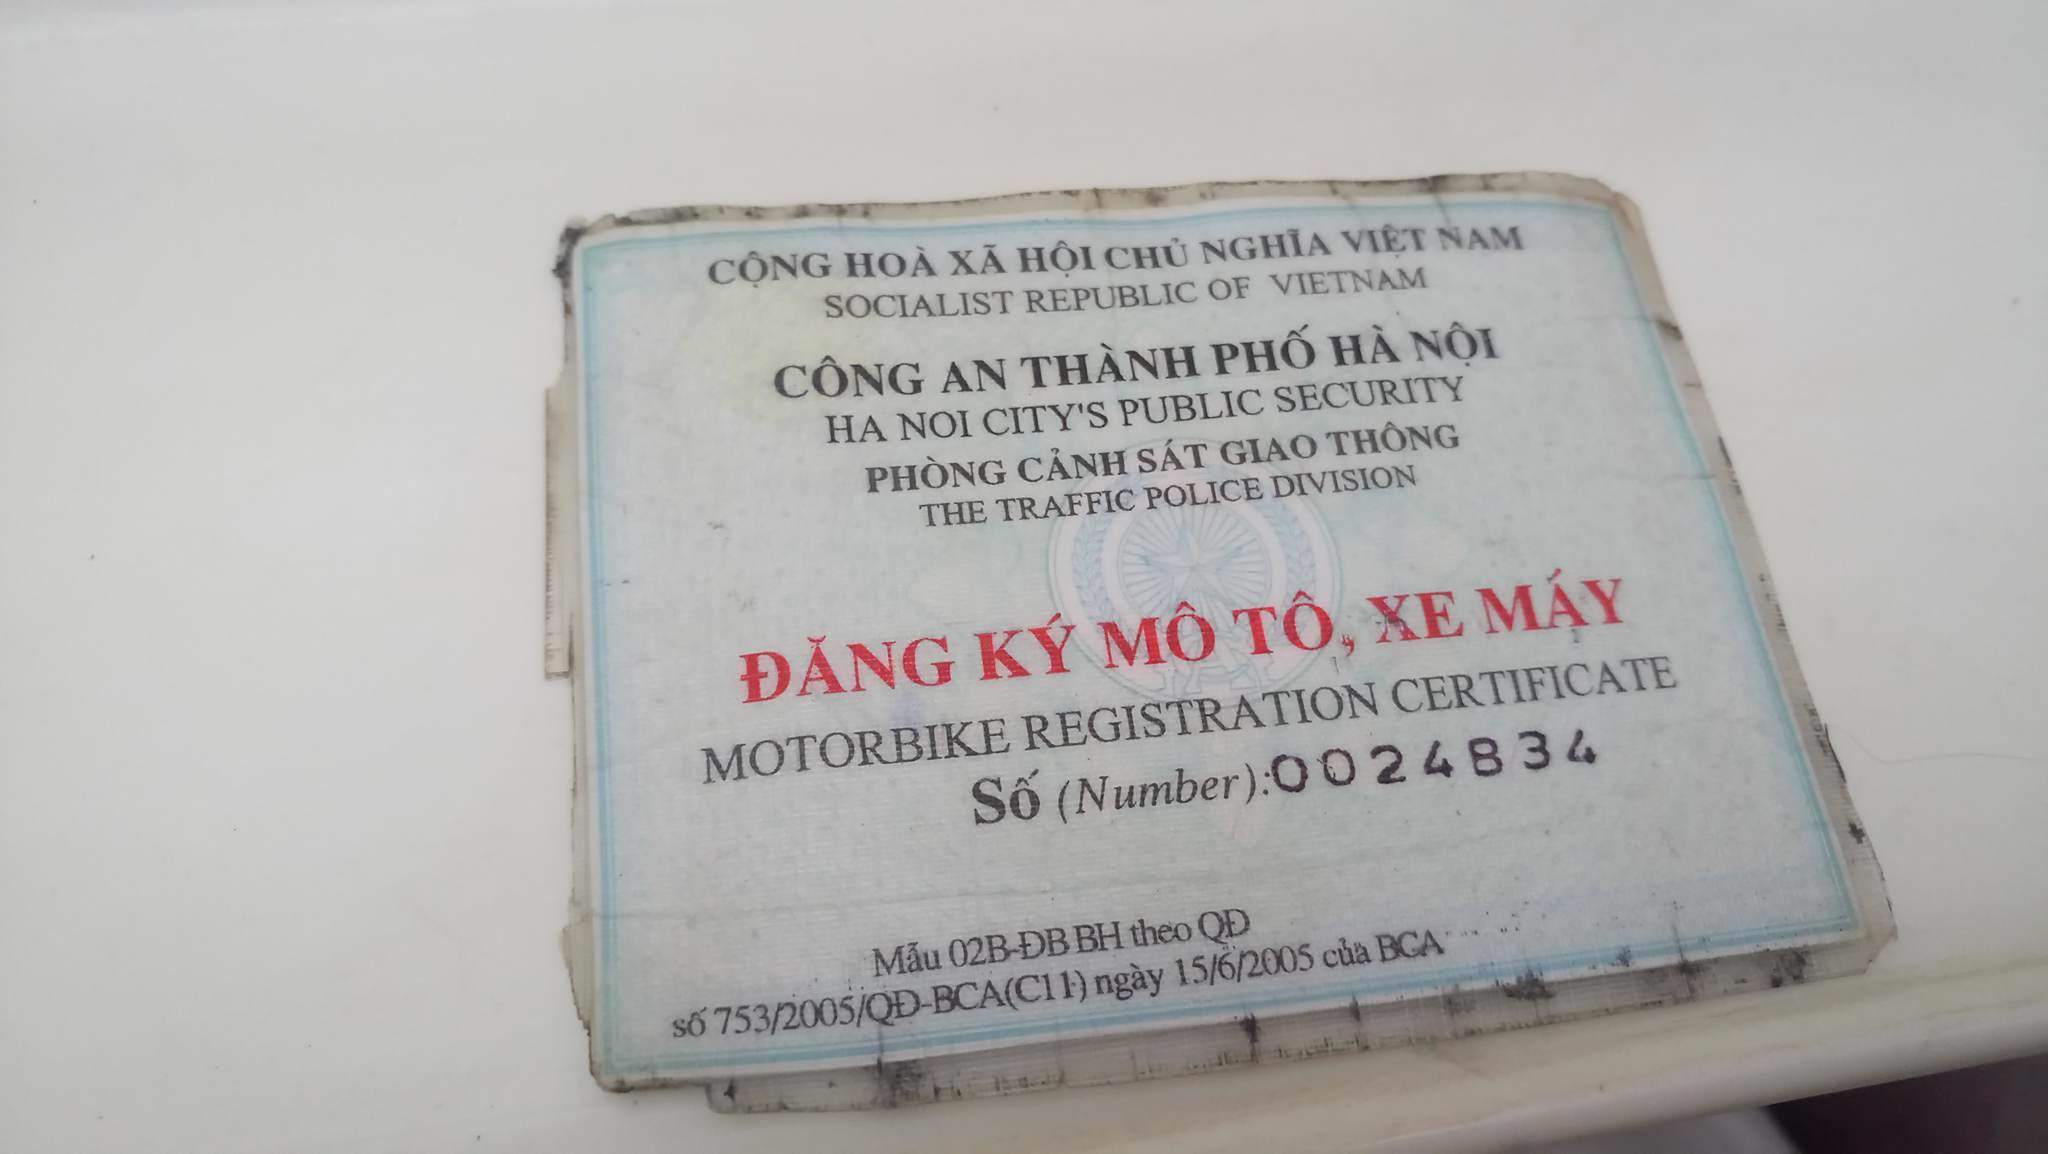 CỘNG HOÀ XÃ HỘI CHỦ NGHĨA VIỆT NAM
SOCIALIST REPUBLIC OF VIETNAM
CÔNG AN THÀNH PHỐ HÀ NỘI
HA NOI CITY'S PUBLIC SECURITY
PHÒNG CẢNH SÁT GIAO THÔNG
THE TRAFFIC POLICE DIVISION
ĐĂNG KÝ MÔ TÔ, XE MÁY
MOTORBIKE REGISTRATION CERTIFICATE
Số (Number):0024834
Mẫu 02B-ĐB BH theo QĐ
số 753/2005/QĐ-BCA(C11) ngày 15/6/2005 của BCA